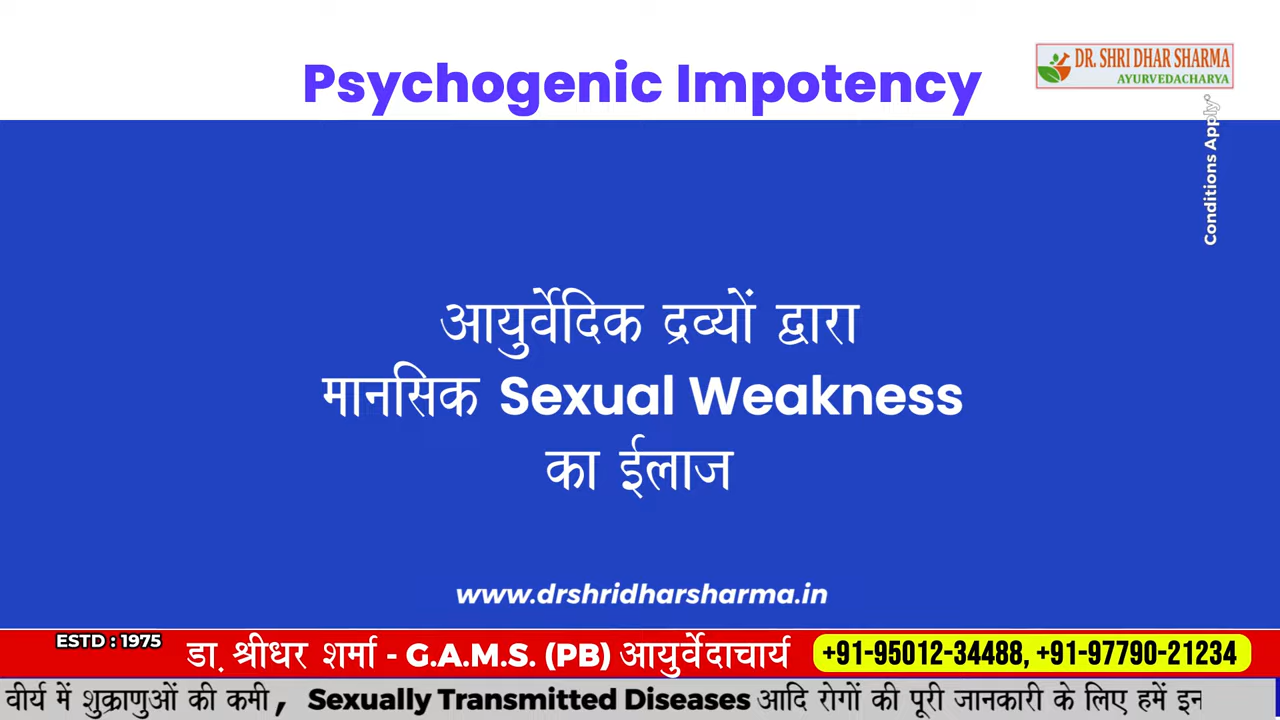 Psychogenic Impotency
DR. SHRI DHAR SHARMA
AYURVEDACHARYA
Conditions Apply°
आयुर्वेदिक द्रव्यों द्वारा
मानसिक Sexual Weakness
का ईलाज
www.drshridharsharma.in
ESTD : 1975
डा. श्रीधर शर्मा - G.A.M.S. (PB) आयुर्वेदाचार्य
+91-95012-34488, +91-97790-21234
वीर्य में शुक्राणुओं की कमी, Sexually Transmitted Diseases आदि रोगों की पूरी जानकारी के लिए हमें इन